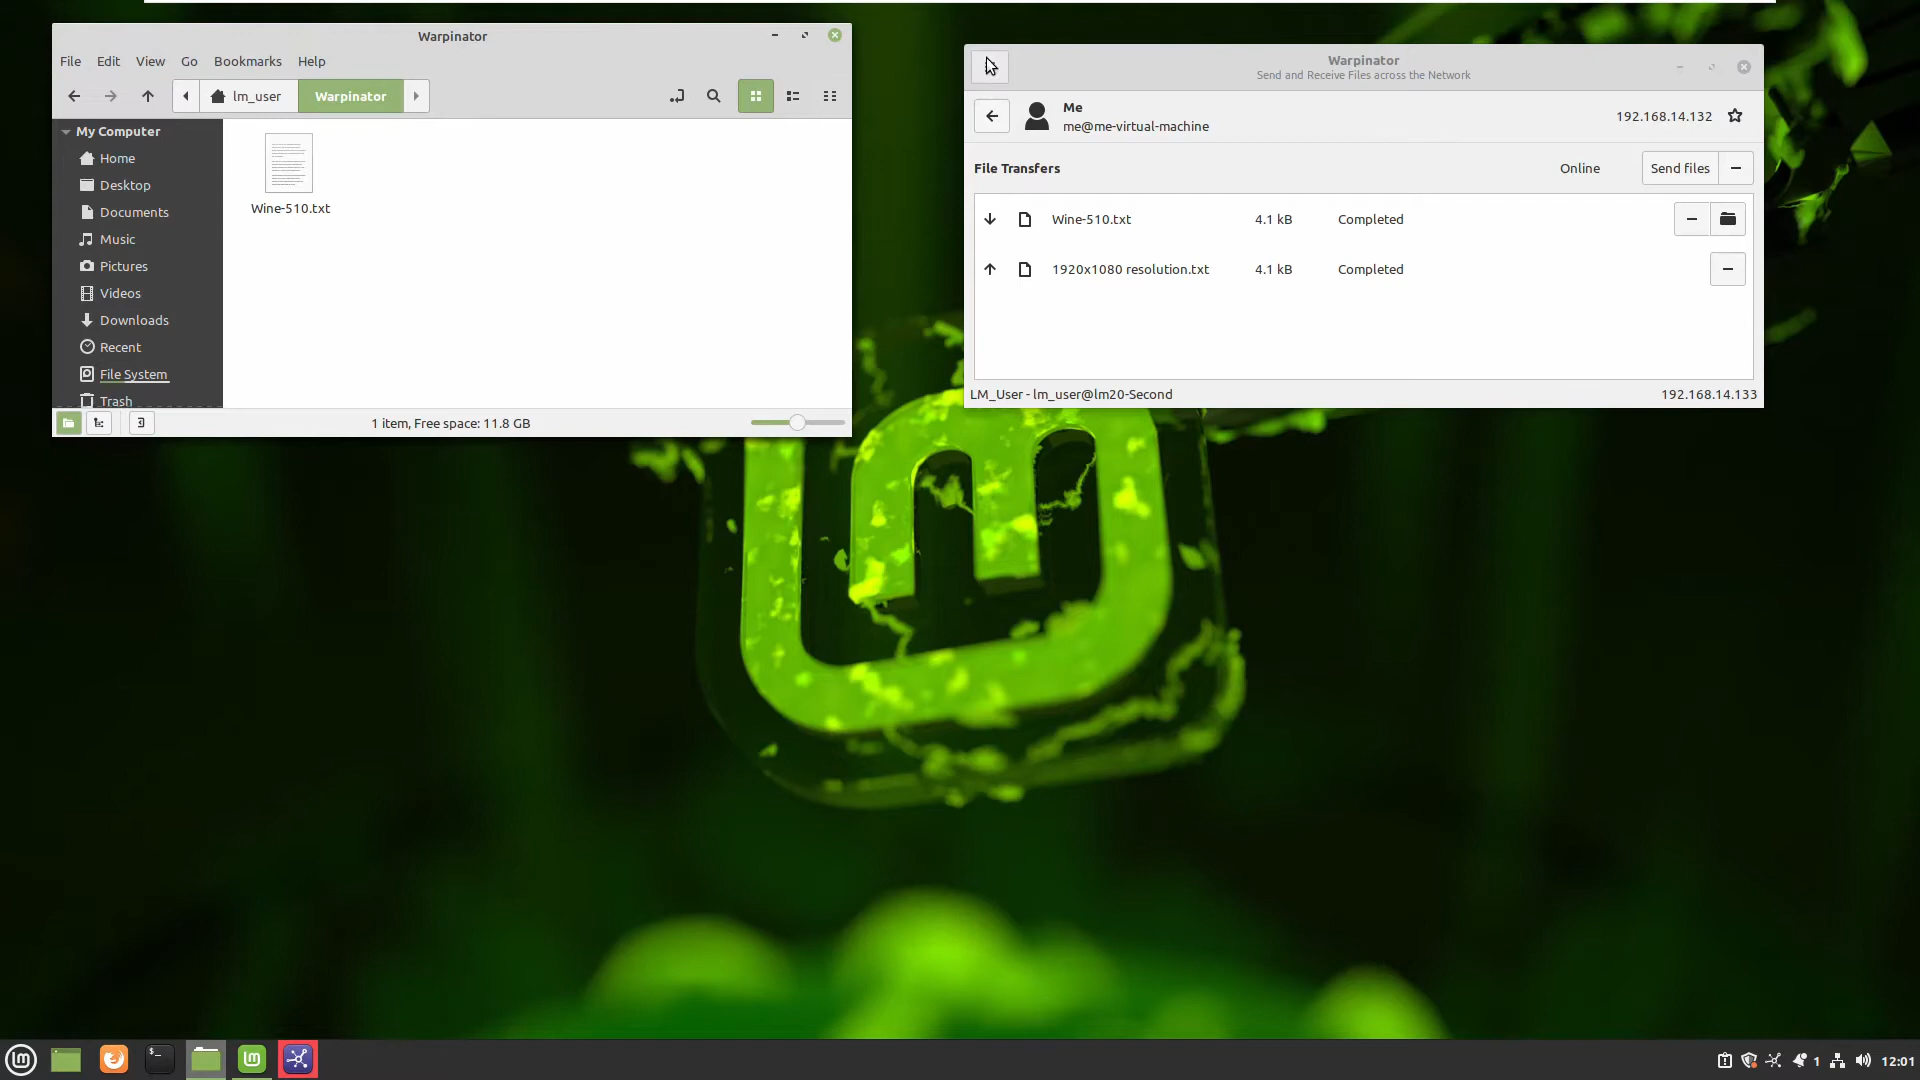 Warpinator
File Edit View Go Bookmarks Help
lm_user Warpinator
My Computer
Home
Desktop
Documents
Music
Pictures
Videos
Downloads
Recent
File System
Trash
Wine-510.txt
1 item, Free space: 11.8 GB
Warpinator
Send and Receive Files across the Network
Me
me@me-virtual-machine
192.168.14.132
File Transfers Online Send files
Wine-510.txt 4.1 kB Completed
1920x1080 resolution.txt 4.1 kB Completed
LM_User - lm_user@lm20-Second 192.168.14.133
1 12:01